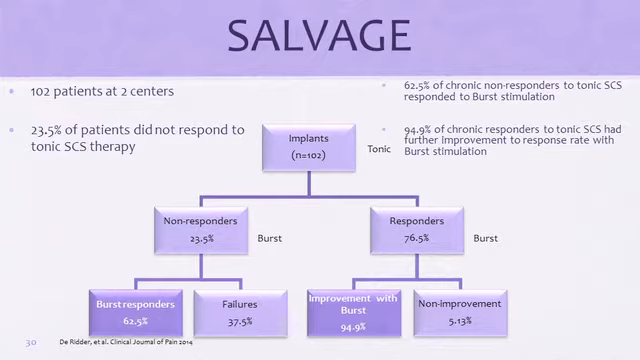 SALVAGE
102 patients at 2 centers
23.5% of patients did not respond to
tonic SCS therapy
62.5% of chronic non-responders to tonic SCS
responded to Burst stimulation
94.9% of chronic responders to tonic SCS had
further improvement to response rate with
Burst stimulation
Implants
(n=102)
Tonic
Non-responders
23.5%
Burst
Responders
76.5%
Burst
Burst responders
62.5%
Failures
37.5%
Improvement with
Burst
94.9%
Non-improvement
5.13%
30
De Ridder, et al. Clinical Journal of Pain 2014